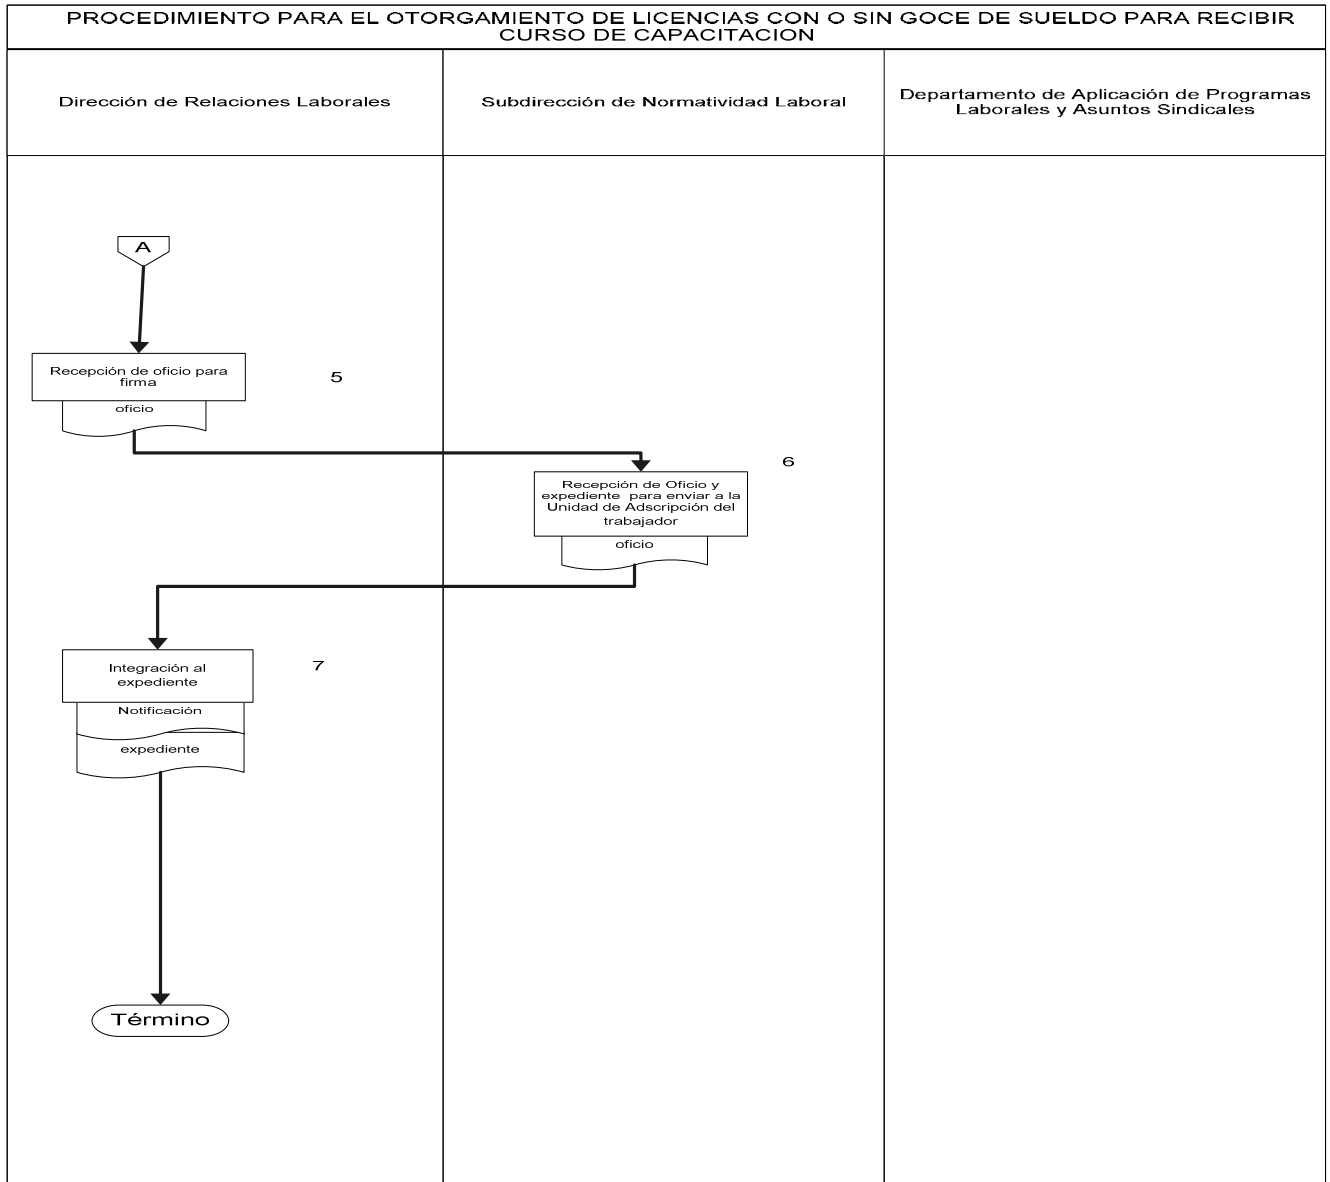 PROCEDIMIENTO PARA EL OTORGAMIENTO DE LICENCIAS CON O SIN GOCE DE SUELDO PARA RECIBIR
CURSO DE CAPACITACION
Dirección de Relaciones Laborales
Subdirección de Normatividad Laboral
Departamento de Aplicación de Programas
Laborales y Asuntos Sindicales
A
Recepción de oficio para
firma
5
oficio
6
Recepción de Oficio y
expediente para enviar a la
Unidad de Adscripción del
trabajador
oficio
Integración al
expediente
7
Notificación
expediente
Término